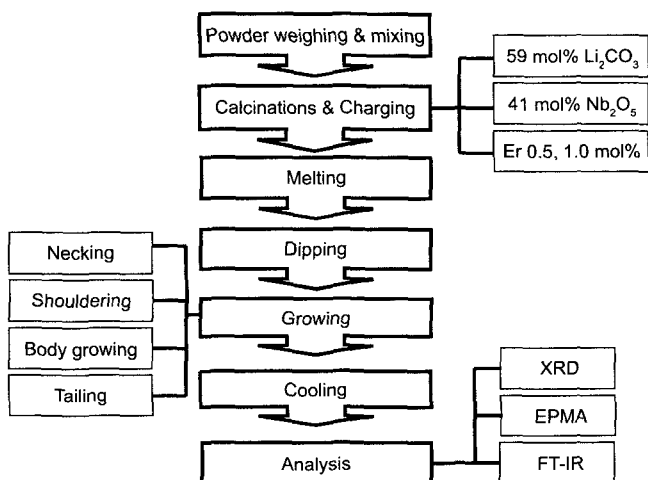 Powder weighing & mixing
Calcinations & Charging
59 mol% Li₂CO₃
41 mol% Nb₂O₅
Er 0.5, 1.0 mol%
Melting
Dipping
Growing
Necking
Shouldering
Body growing
Tailing
Cooling
Analysis
XRD
EPMA
FT-IR